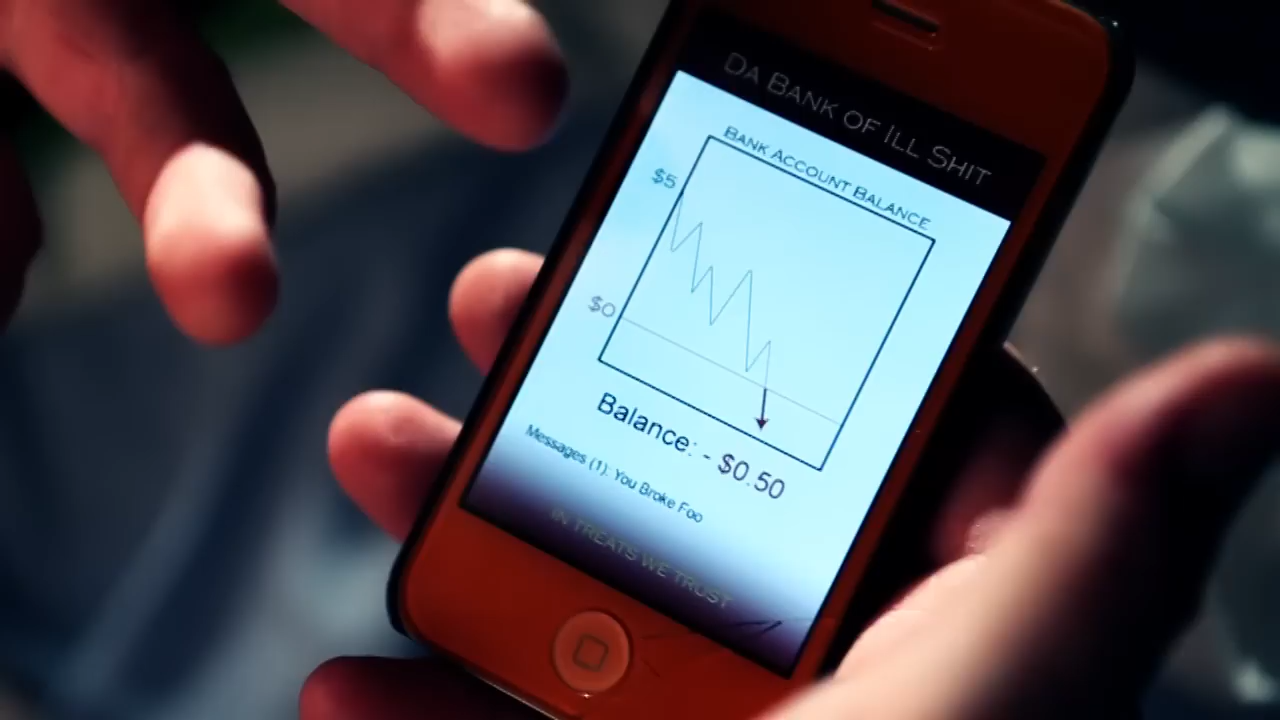 DA BANK OF ILL SHIT
BANK ACCOUNT BALANCE
$5
$0
Balance: - $0.50
Messages (1): You Broke Foo
IN TREATS WE TRUST